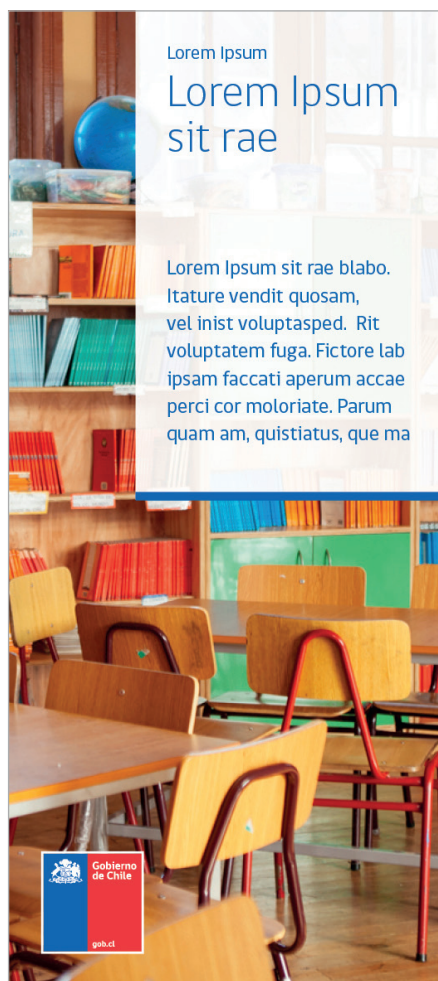 Lorem Ipsum
Lorem Ipsum
sit rae
Lorem Ipsum sit rae blabo.
Itature vendit quosam,
vel inist voluptasped.  Rit
voluptatem fuga. Fictore lab
ipsam faccati aperum accae
perci cor moloriate. Parum
quam am, quistiatus, que ma
Gobierno
de Chile
gob.cl